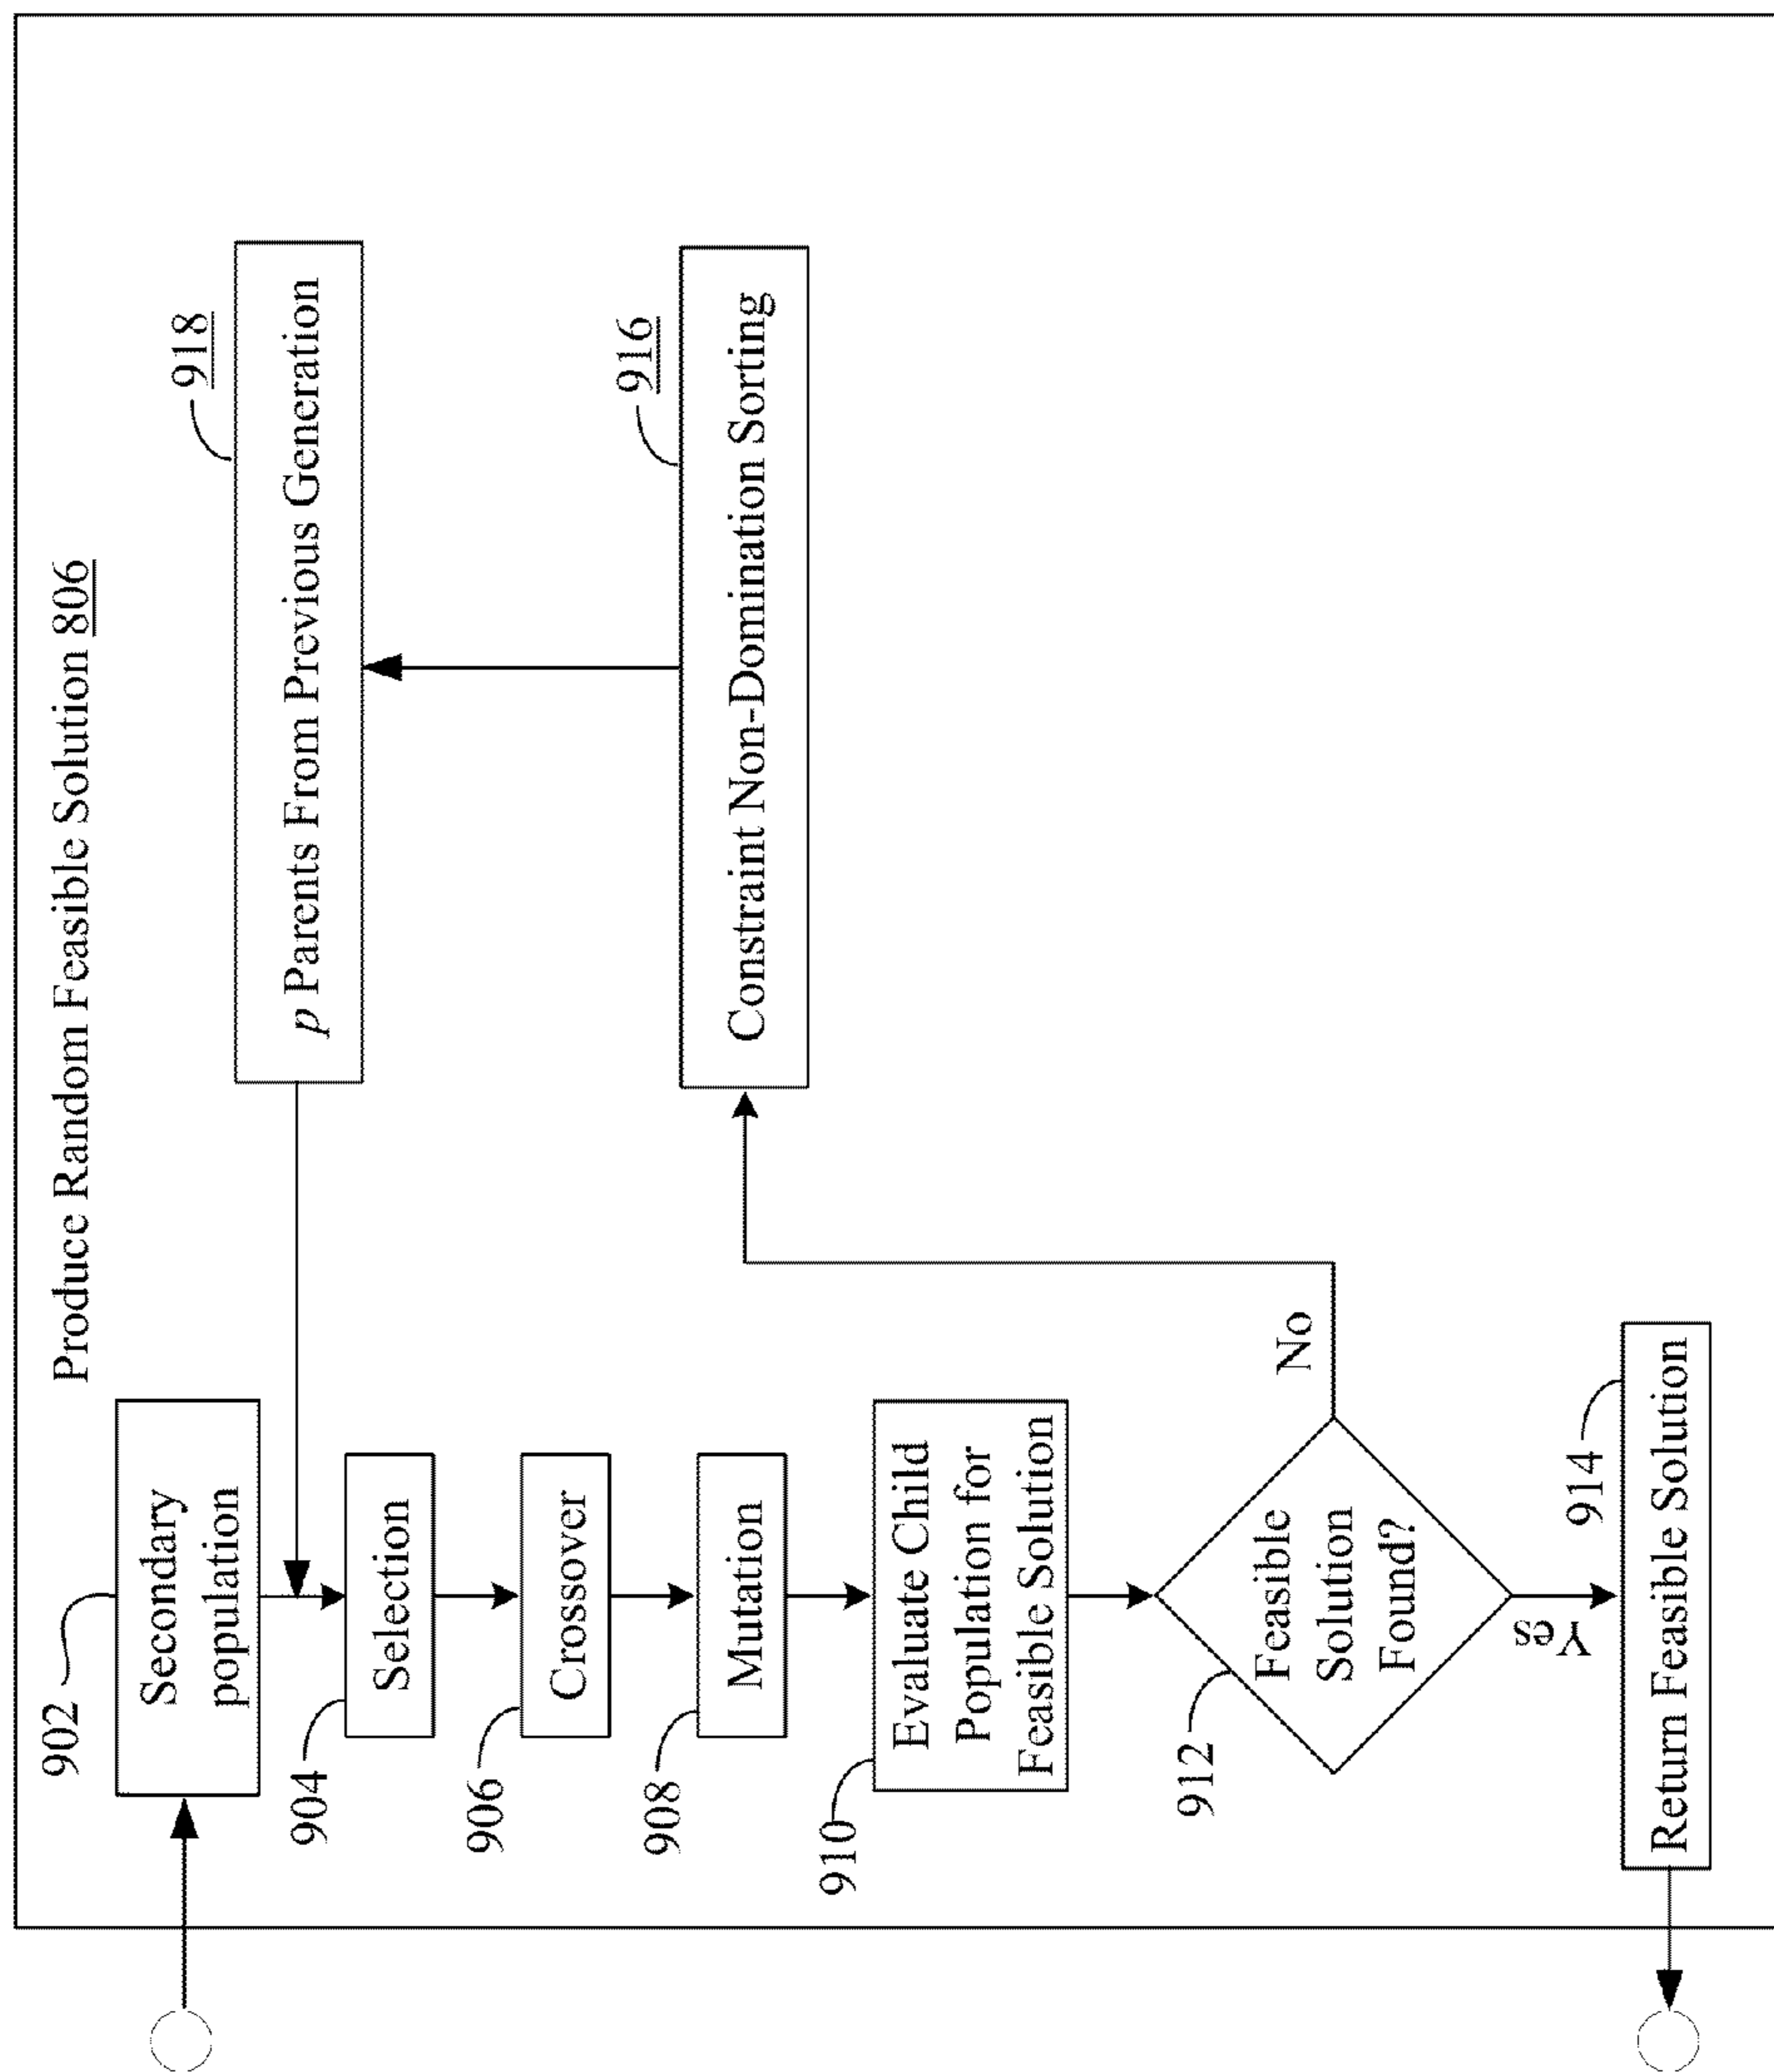 Produce Random Feasible Solution 806
902
Secondary
population
904
Selection
906
Crossover
908
Mutation
910
Evaluate Child
Population for
Feasible Solution
912
Feasible
Solution
Found?
No
Yes
914
Return Feasible Solution
916
Constraint Non-Domination Sorting
918
p Parents From Previous Generation